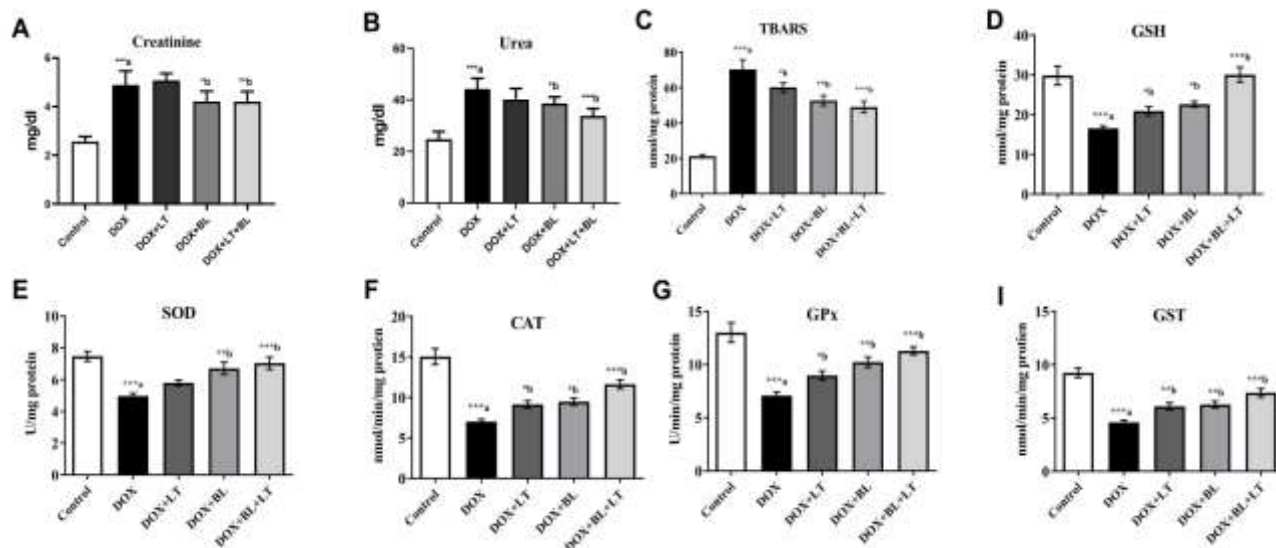 A
Creatinine
mg/dl
6
4
2
0
***a
*b
**b
Control
DOX
DOX+LT
DOX+BL
DOX+LT+BL
B
Urea
mg/dl
60
40
20
0
***a
*b
***b
Control
DOX
DOX+LT
DOX+BL
DOX+LT+BL
C
TBARS
nmol/mg protein
80
60
40
20
0
***a
**b
***b
Control
DOX
DOX+LT
DOX+BL
DOX+BL+LT
D
GSH
nmol/mg protein
40
30
20
10
0
***a
*b
*b
***b
Control
DOX
DOX+LT
DOX+BL
DOX+BL+LT
E
SOD
U/mg protein
10
8
6
4
2
0
***a
**b
***b
Control
DOX
DOX+LT
DOX+BL
DOX+BL+LT
F
CAT
nmol/min/mg protien
20
15
10
5
0
***a
*b
*b
***b
Control
DOX
DOX+LT
DOX+BL
DOX+BL+LT
G
GPx
U/min/mg protein
15
10
5
0
***a
*b
**b
***b
Control
DOX
DOX+LT
DOX+BL
DOX+BL+LT
I
GST
nmol/min/mg protien
15
10
5
0
***a
**b
**b
***b
Control
DOX
DOX+LT
DOX+BL
DOX+BL+LT